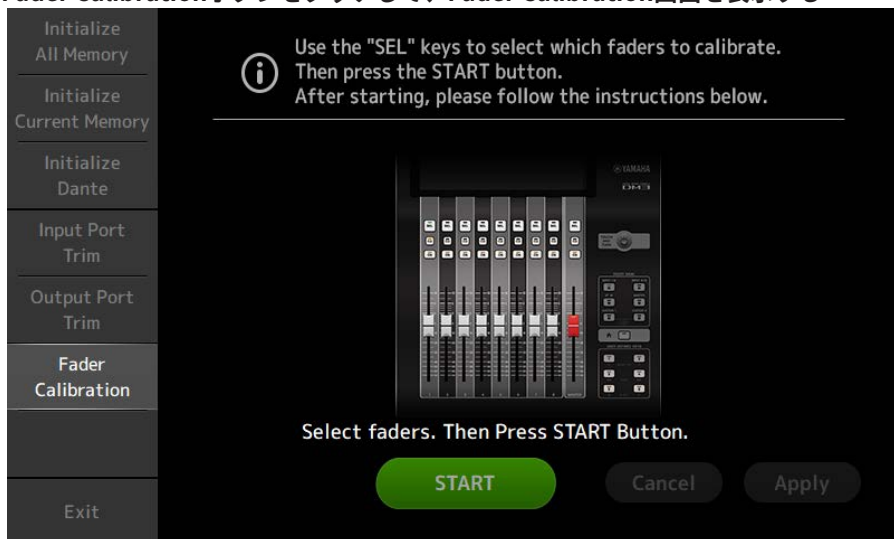 Initialize
All Memory
Initialize
Current Memory
Initialize
Dante
Input Port
Trim
Output Port
Trim
Fader
Calibration
Exit
Use the "SEL" keys to select which faders to calibrate.
Then press the START button.
After starting, please follow the instructions below.
YAMAHA
DM3
Select faders. Then Press START Button.
START
Cancel
Apply